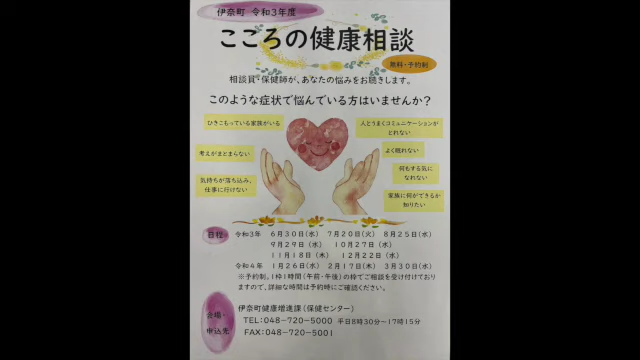 伊奈町 令和3年度
こころの健康相談
無料・予約制
相談員・保健師が、あなたの悩みをお聴きします。
このような症状で悩んでいる方はいませんか？
ひきこもっている家族がいる
人とうまくコミュニケーションが
とれない
考えがまとまらない
よく眠れない
気持ちが落ち込み、
仕事に行けない
何もする気に
なれない
家族に何ができるか
知りたい
日程
令和3年 6月30日(水) 7月20日(火) 8月25日(水)
9月29日(水) 10月27日(水)
11月18日(木) 12月22日(水)
令和4年 1月26日(水) 2月17日(木) 3月30日(水)
※予約制。1枠1時間(午前・午後)の枠でご相談を受け付けており
ますので、詳細な時間は予約時にご確認ください。
会場・
申込先
伊奈町健康増進課(保健センター)
TEL:048-720-5000 平日8時30分～17時15分
FAX:048-720-5001